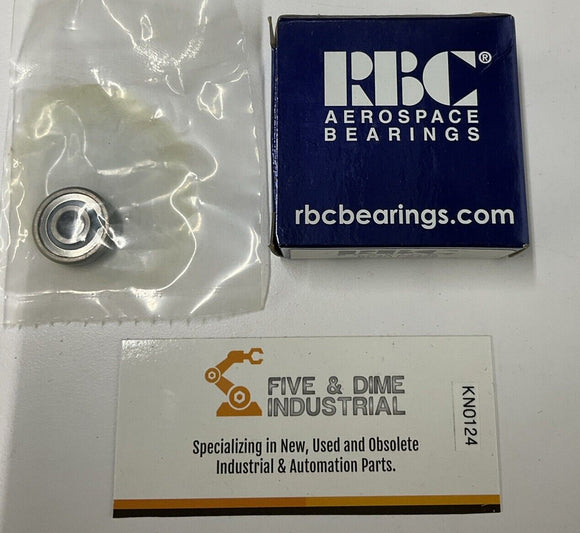 RBC®
AEROSPACE
BEARINGS
rbcbearings.com
FIVE & DIME
INDUSTRIAL
Specializing in New, Used and Obsolete
Industrial & Automation Parts.
KN0124